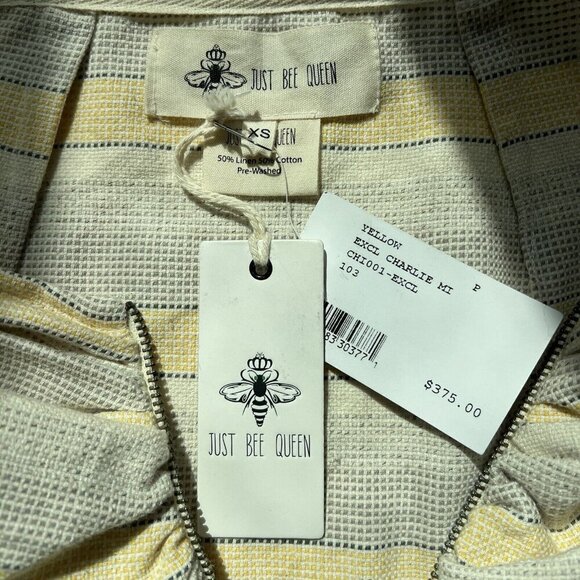 JUST BEE QUEEN
XS
QUEEN
50% Linen 50% Cotton
Pre-Washed
YELLOW
EXCL CHARLIE MI P
CHI001-EXCL
103
$375.00
JUST BEE QUEEN